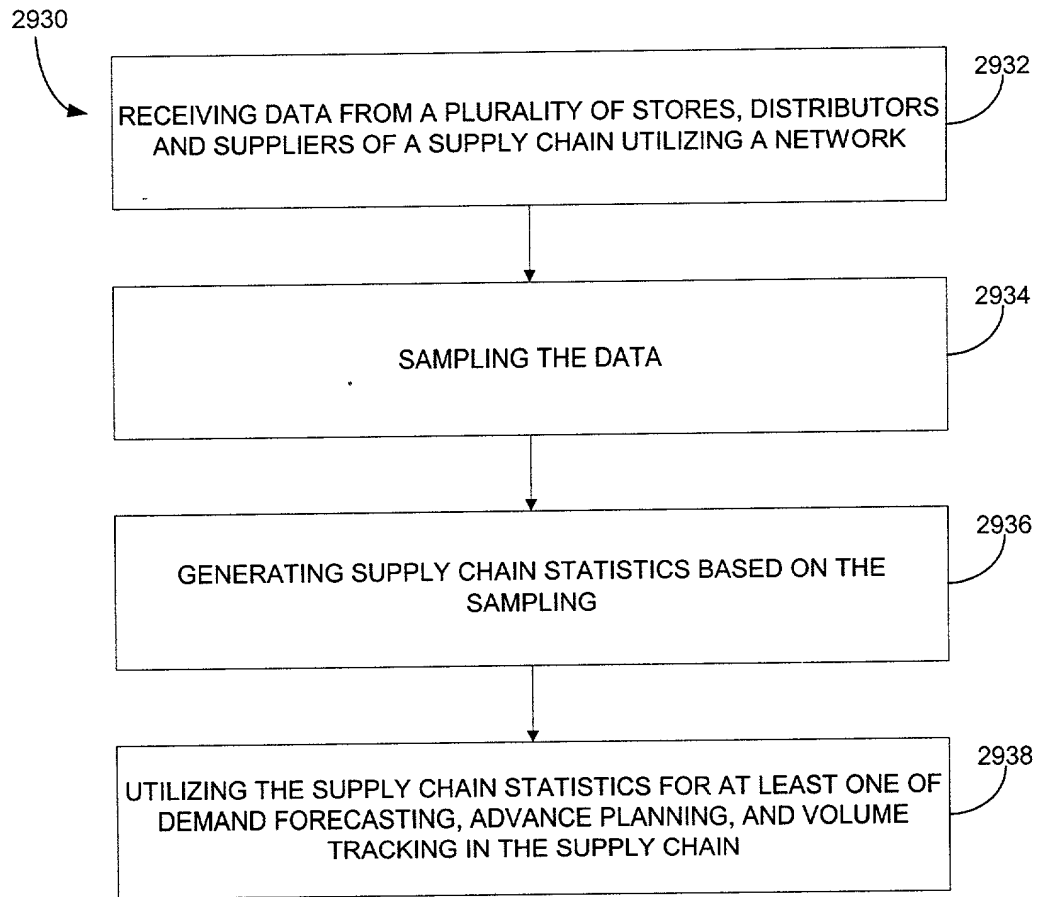 2930
2932
RECEIVING DATA FROM A PLURALITY OF STORES, DISTRIBUTORS
AND SUPPLIERS OF A SUPPLY CHAIN UTILIZING A NETWORK
2934
SAMPLING THE DATA
2936
GENERATING SUPPLY CHAIN STATISTICS BASED ON THE
SAMPLING
2938
UTILIZING THE SUPPLY CHAIN STATISTICS FOR AT LEAST ONE OF
DEMAND FORECASTING, ADVANCE PLANNING, AND VOLUME
TRACKING IN THE SUPPLY CHAIN